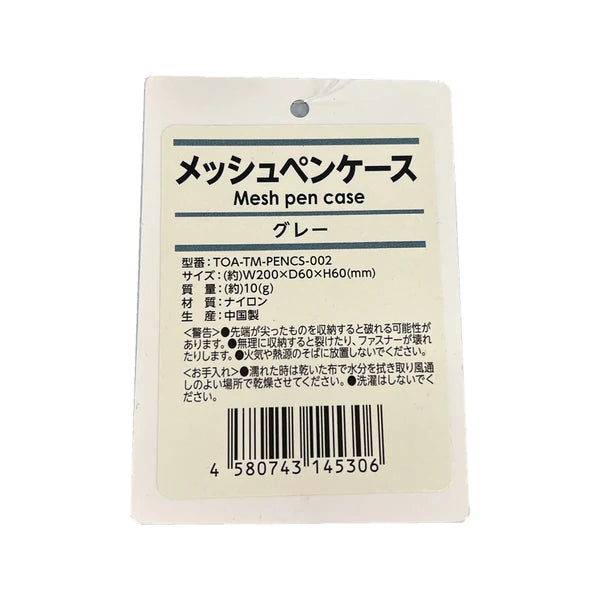 メッシュペンケース
Mesh pen case
グレー
型番：TOA-TM-PENCS-002
サイズ：(約)W200×D60×H60(mm)
質　量：(約)10(g)
材　質：ナイロン
生　産：中国製
＜警告＞●先端が尖ったものを収納すると破れる可能性が
あります。●無理に収納すると裂けたり、ファスナーが壊れ
たりします。●火気や熱源のそばに放置しないでください。
＜お手入れ＞●濡れた時は乾いた布で水分を拭き取り風通
しのよい場所で乾燥させてください。●洗濯はしないでく
ださい。
4 580743 145306